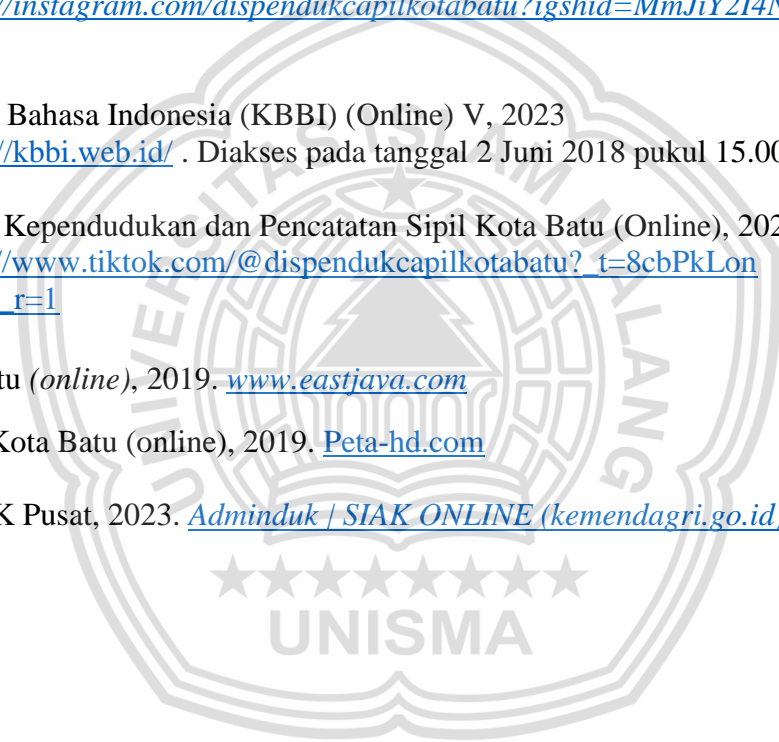 //instagram.com/dispendukcapilkotabatu?igshid=MmJiY2I4N
Bahasa Indonesia (KBBI) (Online) V, 2023
//kbbi.web.id/ . Diakses pada tanggal 2 Juni 2018 pukul 15.00
Kependudukan dan Pencatatan Sipil Kota Batu (Online), 202
//www.tiktok.com/@dispendukcapilkotabatu?_t=8cbPkLon
_r=1
tu (online), 2019. www.eastjava.com
Kota Batu (online), 2019. Peta-hd.com
K Pusat, 2023. Adminduk | SIAK ONLINE (kemendagri.go.id)
UNIVERSITAS ISLAM MALANG
UNISMA